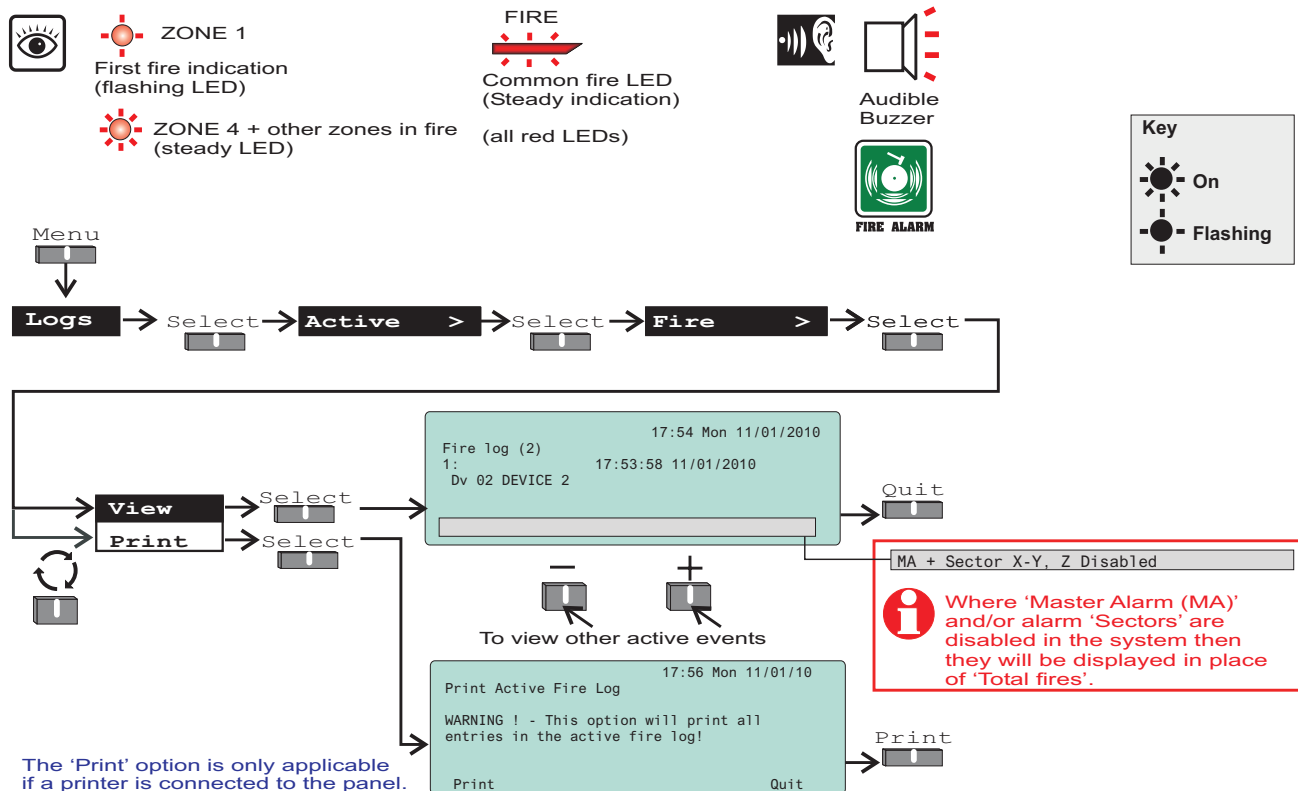 ZONE 1
First fire indication
(flashing LED)
ZONE 4 + other zones in fire
(steady LED)
FIRE
Common fire LED
(Steady indication)
(all red LEDs)
Audible
Buzzer
FIRE ALARM
Key
On
Flashing
Menu
Logs Select Active > Select Fire > Select
17:54 Mon 11/01/2010
Fire log (2)
1: 17:53:58 11/01/2010
Dv 02 DEVICE 2
View Select
Print Select
Quit
MA + Sector X-Y, Z Disabled
i Where 'Master Alarm (MA)'
and/or alarm 'Sectors' are
disabled in the system then
they will be displayed in place
of 'Total fires'.
– +
To view other active events
17:56 Mon 11/01/10
Print Active Fire Log
WARNING ! - This option will print all
entries in the active fire log!
Print Quit
Print
The 'Print' option is only applicable
if a printer is connected to the panel.